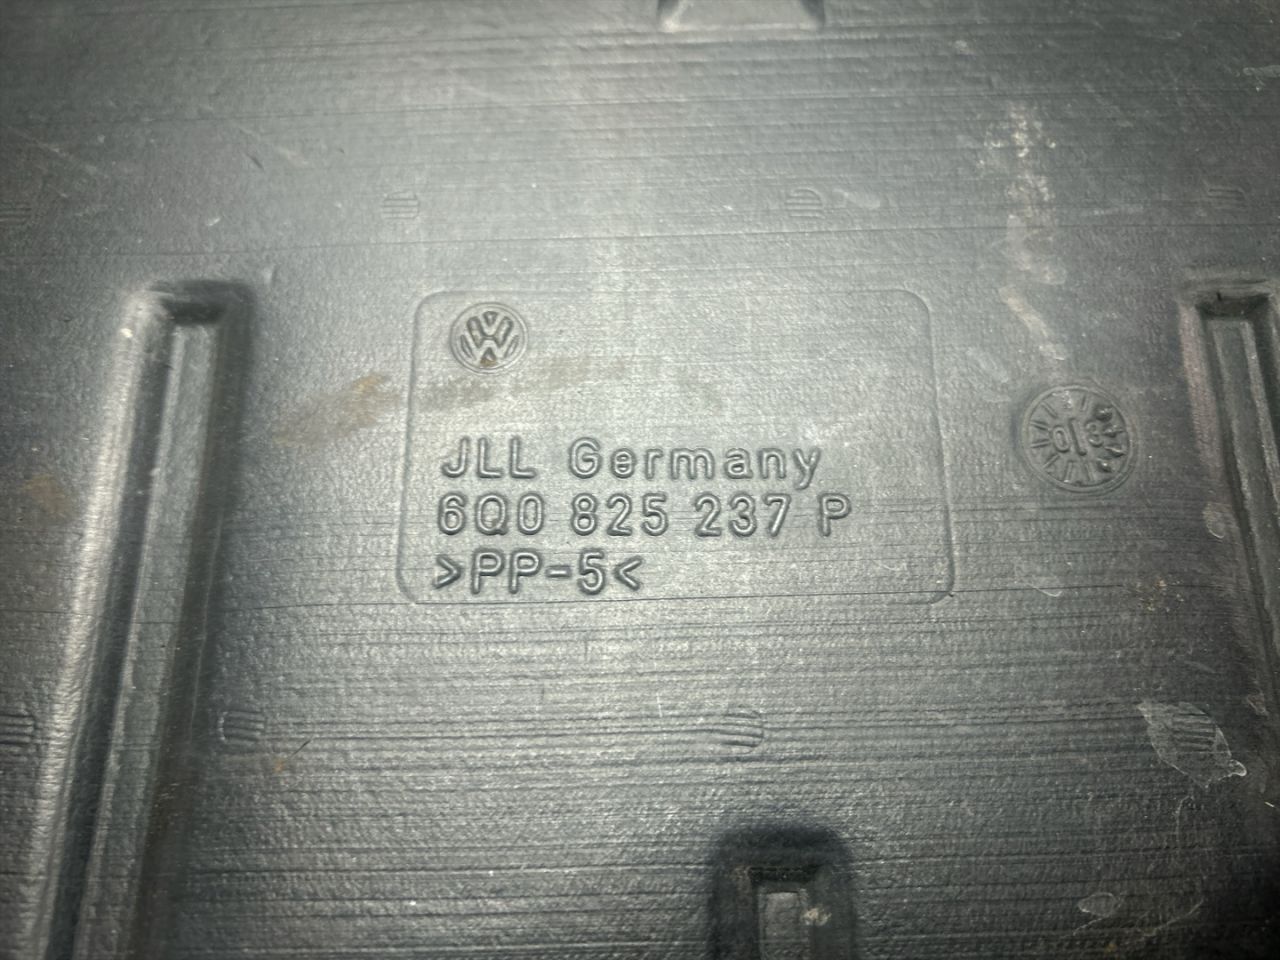 JLL Germany
6Q0 825 237 P
>PP-5<